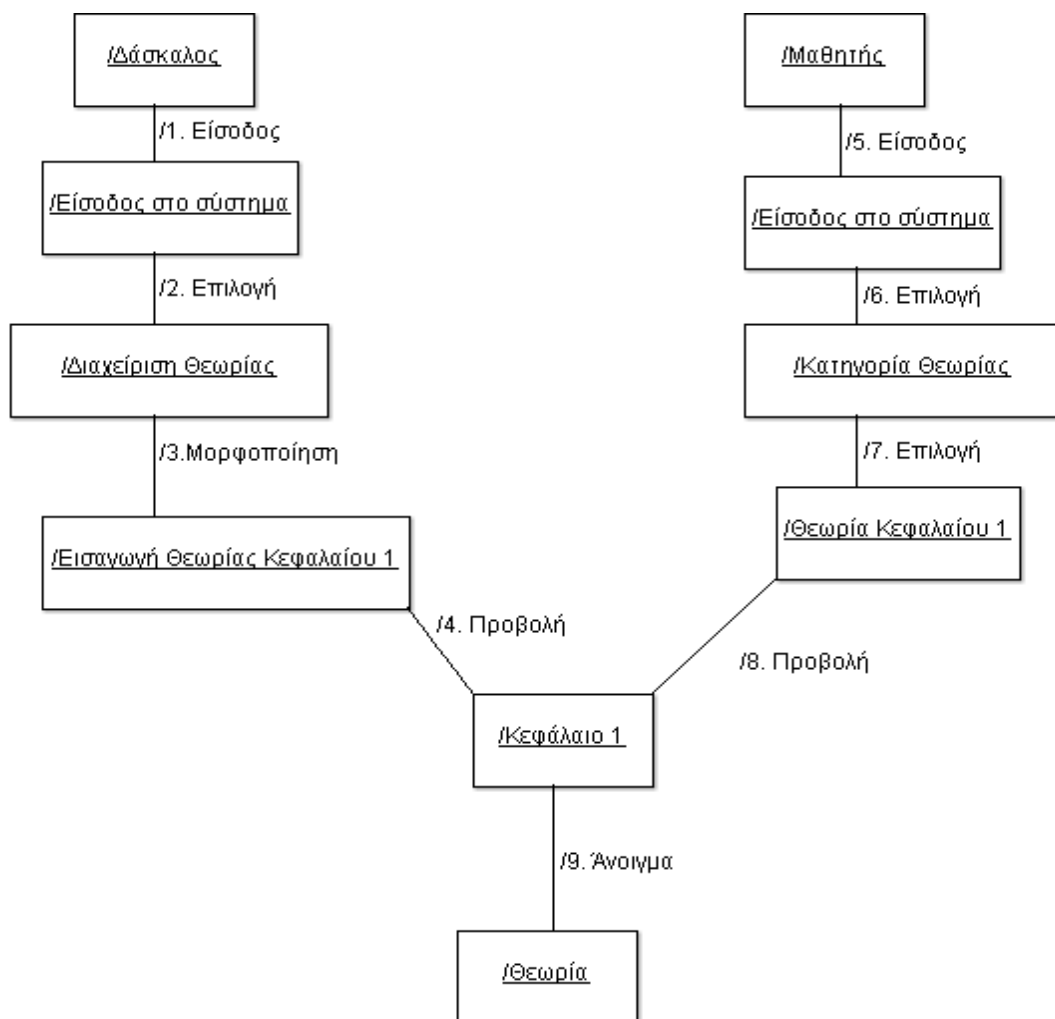 /Δάσκαλος
/Μαθητής
/1. Είσοδος
/5. Είσοδος
/Είσοδος στο σύστημα
/Είσοδος στο σύστημα
/2. Επιλογή
/6. Επιλογή
/Διαχείριση Θεωρίας
/Κατηγορία Θεωρίας
/3.Μορφοποίηση
/7. Επιλογή
/Εισαγωγή Θεωρίας Κεφαλαίου 1
/Θεωρία Κεφαλαίου 1
/4. Προβολή
/8. Προβολή
/Κεφάλαιο 1
/9. Άνοιγμα
/Θεωρία